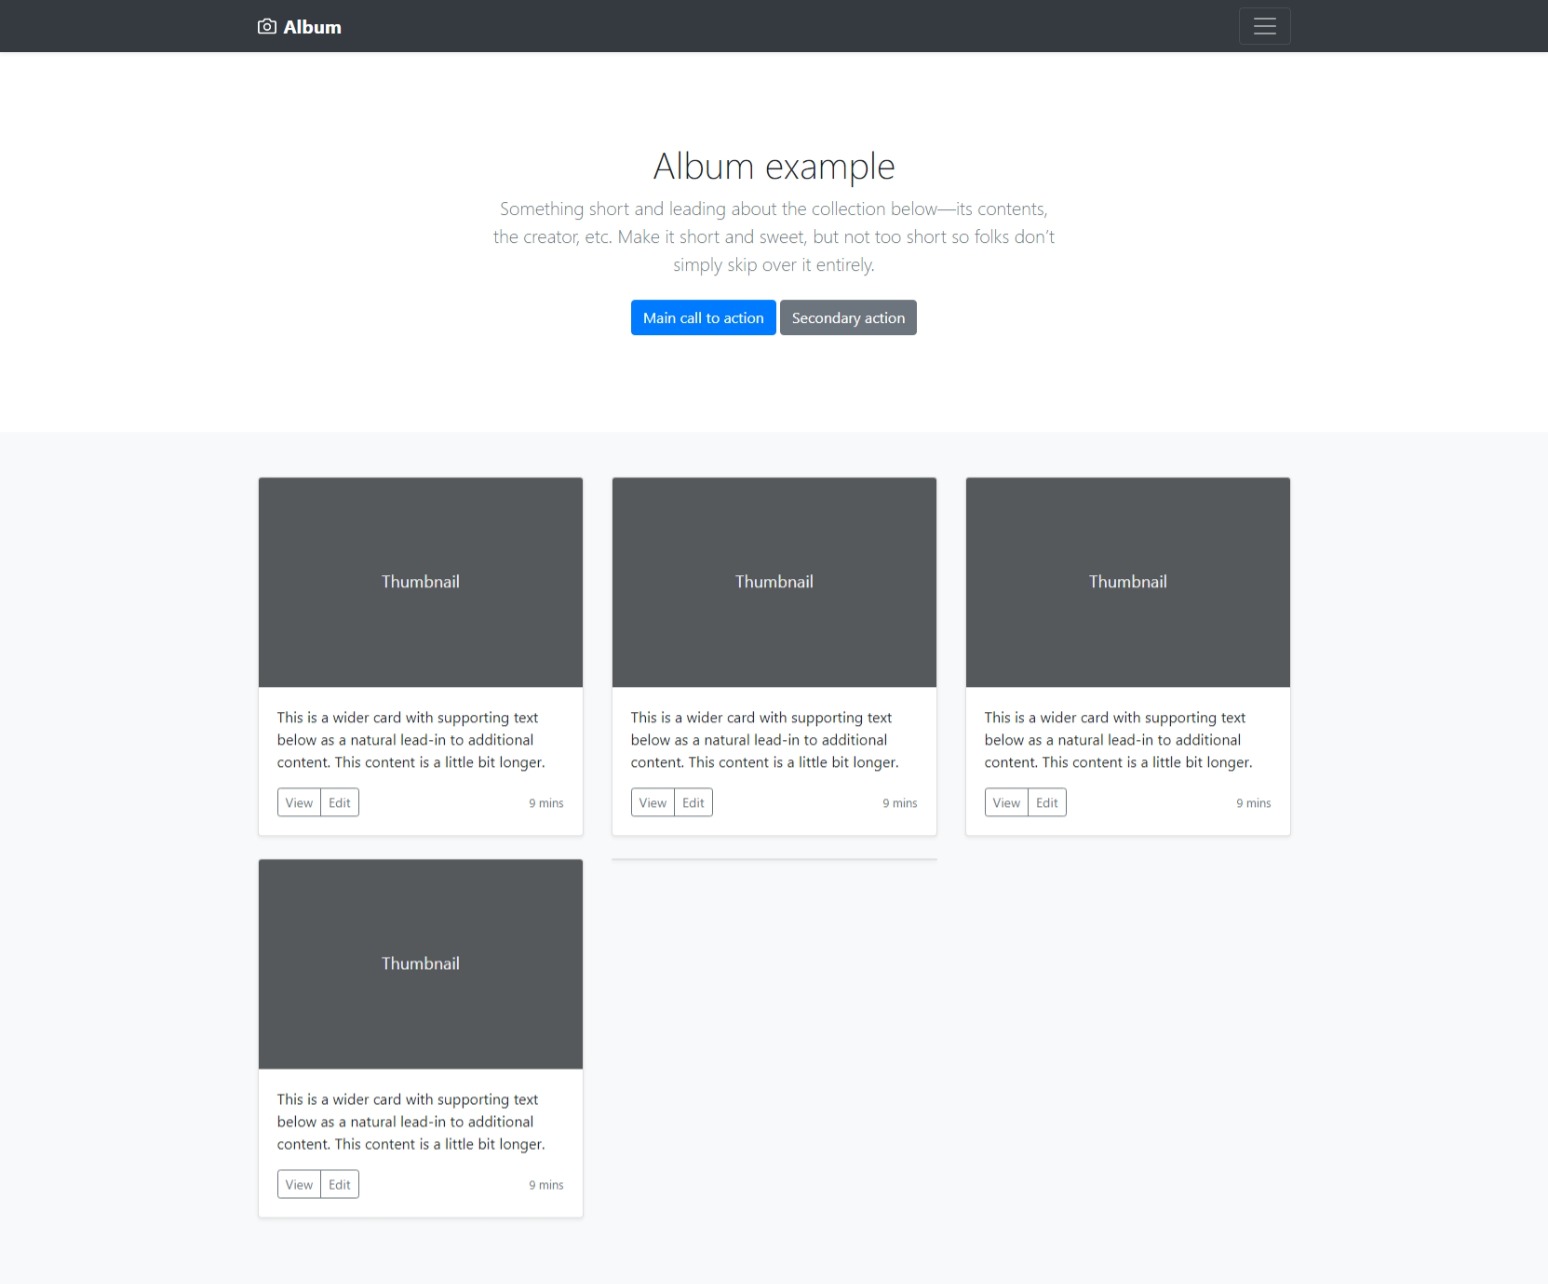 Album
Album example
Something short and leading about the collection below—its contents,
the creator, etc. Make it short and sweet, but not too short so folks don’t
simply skip over it entirely.
Main call to action
Secondary action
Thumbnail
This is a wider card with supporting text
below as a natural lead-in to additional
content. This content is a little bit longer.
View
Edit
9 mins
Thumbnail
This is a wider card with supporting text
below as a natural lead-in to additional
content. This content is a little bit longer.
View
Edit
9 mins
Thumbnail
This is a wider card with supporting text
below as a natural lead-in to additional
content. This content is a little bit longer.
View
Edit
9 mins
Thumbnail
This is a wider card with supporting text
below as a natural lead-in to additional
content. This content is a little bit longer.
View
Edit
9 mins